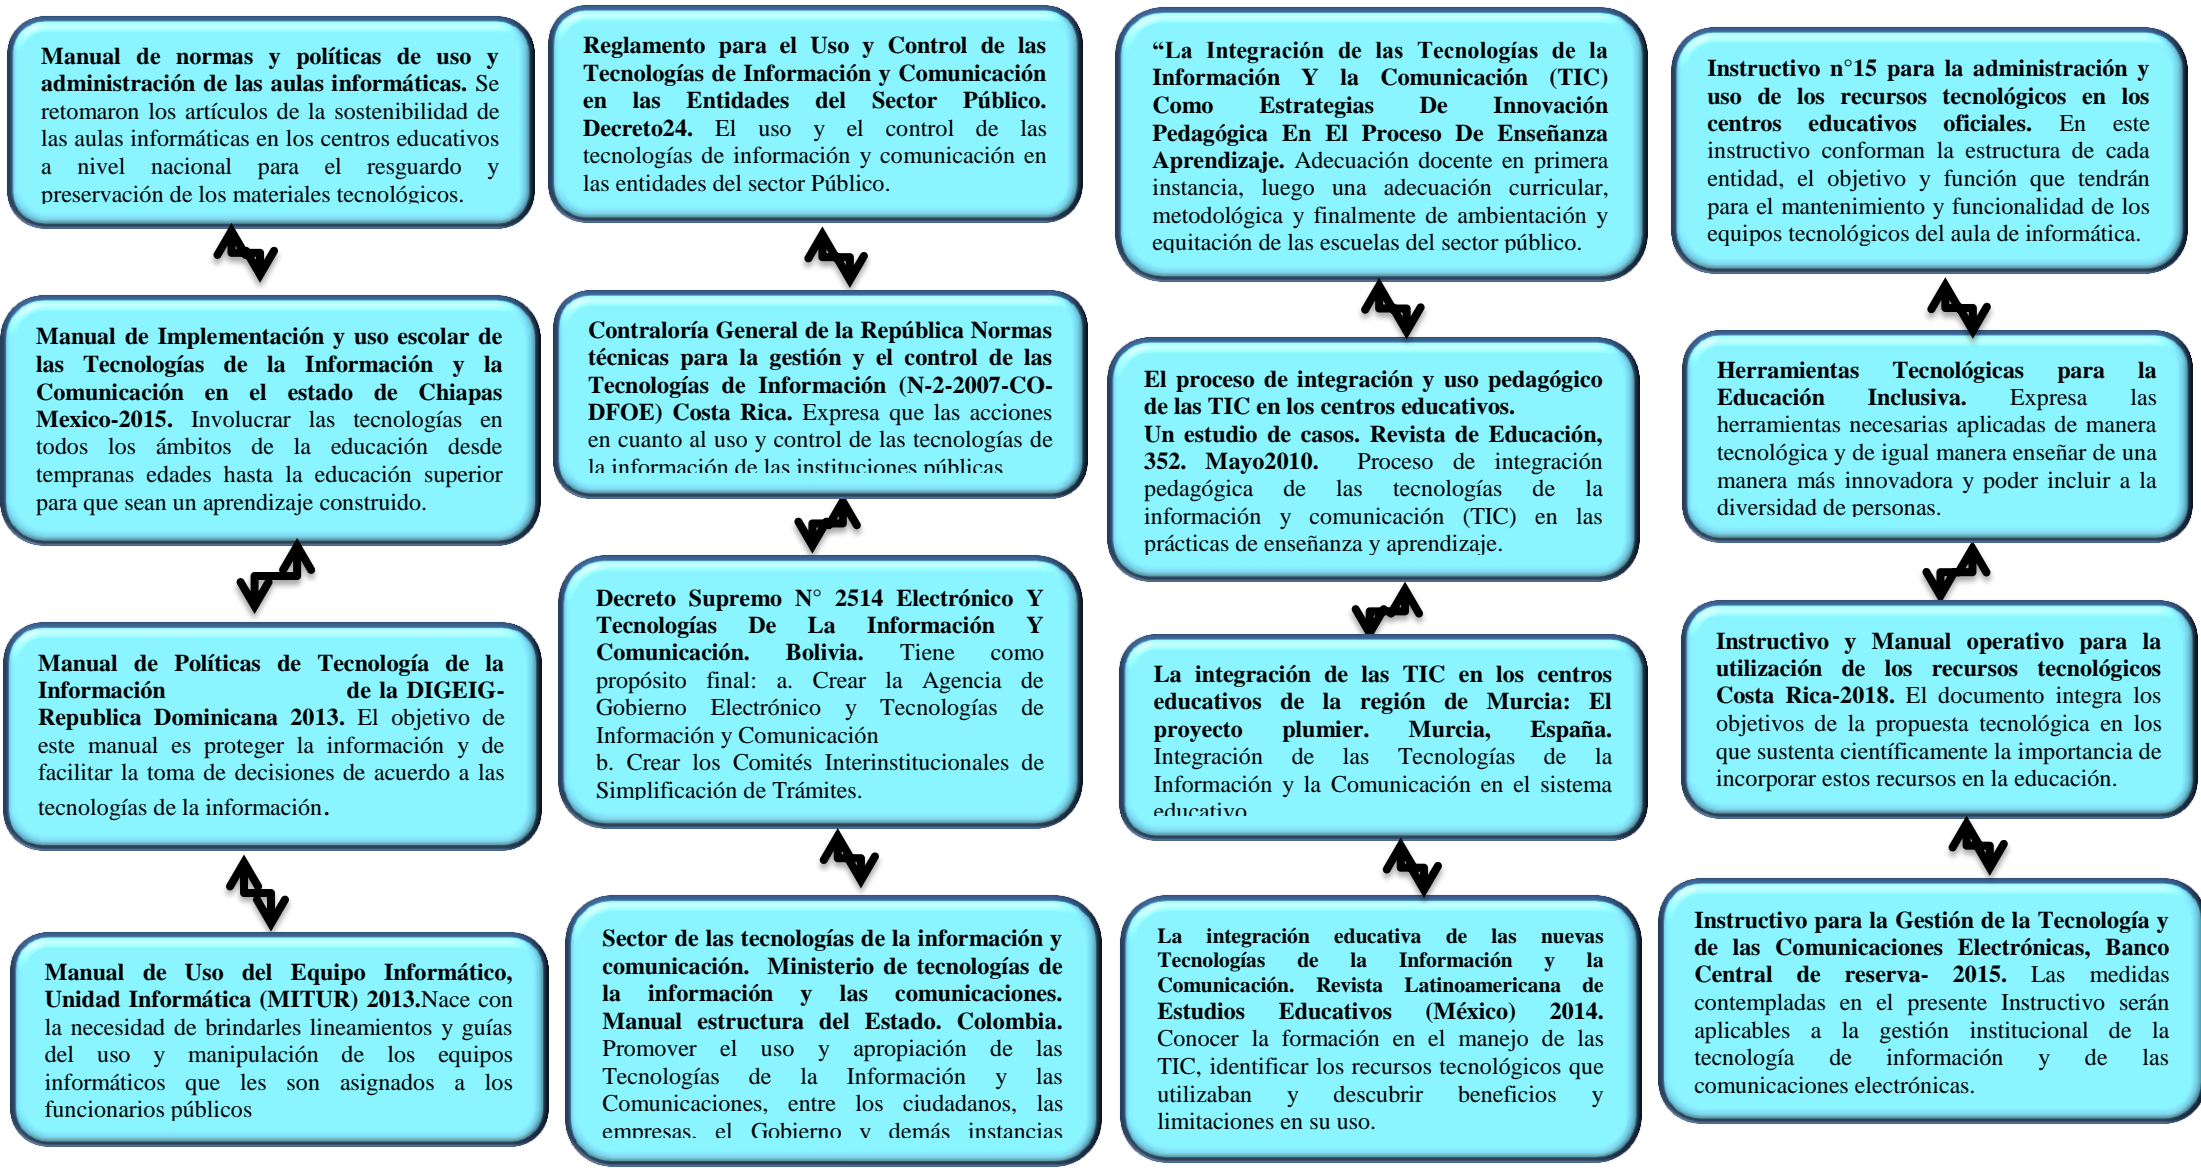 Manual de normas y políticas de uso y
administración de las aulas informáticas. Se
retomaron los artículos de la sostenibilidad de
las aulas informáticas en los centros educativos
a nivel nacional para el resguardo y
preservación de los materiales tecnológicos.
Manual de Implementación y uso escolar de
las Tecnologías de la Información y la
Comunicación en el estado de Chiapas
Mexico-2015. Involucrar las tecnologías en
todos los ámbitos de la educación desde
tempranas edades hasta la educación superior
para que sean un aprendizaje construido.
Manual de Políticas de Tecnología de la
Información de la DIGEIG-
Republica Dominicana 2013. El objetivo de
este manual es proteger la información y de
facilitar la toma de decisiones de acuerdo a las
tecnologías de la información.
Manual de Uso del Equipo Informático,
Unidad Informática (MITUR) 2013.Nace con
la necesidad de brindarles lineamientos y guías
del uso y manipulación de los equipos
informáticos que les son asignados a los
funcionarios públicos
Reglamento para el Uso y Control de las
Tecnologías de Información y Comunicación
en las Entidades del Sector Público.
Decreto24. El uso y el control de las
tecnologías de información y comunicación en
las entidades del sector Público.
Contraloría General de la República Normas
técnicas para la gestión y el control de las
Tecnologías de Información (N-2-2007-CO-
DFOE) Costa Rica. Expresa que las acciones
en cuanto al uso y control de las tecnologías de
la información de las instituciones públicas
Decreto Supremo N° 2514 Electrónico Y
Tecnologías De La Información Y
Comunicación. Bolivia. Tiene como
propósito final: a. Crear la Agencia de
Gobierno Electrónico y Tecnologías de
Información y Comunicación
b. Crear los Comités Interinstitucionales de
Simplificación de Trámites.
Sector de las tecnologías de la información y
comunicación. Ministerio de tecnologías de
la información y las comunicaciones.
Manual estructura del Estado. Colombia.
Promover el uso y apropiación de las
Tecnologías de la Información y las
Comunicaciones, entre los ciudadanos, las
empresas, el Gobierno y demás instancias
“La Integración de las Tecnologías de la
Información Y la Comunicación (TIC)
Como Estrategias De Innovación
Pedagógica En El Proceso De Enseñanza
Aprendizaje. Adecuación docente en primera
instancia, luego una adecuación curricular,
metodológica y finalmente de ambientación y
equitación de las escuelas del sector público.
El proceso de integración y uso pedagógico
de las TIC en los centros educativos.
Un estudio de casos. Revista de Educación,
352. Mayo2010. Proceso de integración
pedagógica de las tecnologías de la
información y comunicación (TIC) en las
prácticas de enseñanza y aprendizaje.
La integración de las TIC en los centros
educativos de la región de Murcia: El
proyecto plumier. Murcia, España.
Integración de las Tecnologías de la
Información y la Comunicación en el sistema
educativo
La integración educativa de las nuevas
Tecnologías de la Información y la
Comunicación. Revista Latinoamericana de
Estudios Educativos (México) 2014.
Conocer la formación en el manejo de las
TIC, identificar los recursos tecnológicos que
utilizaban y descubrir beneficios y
limitaciones en su uso.
Instructivo n°15 para la administración y
uso de los recursos tecnológicos en los
centros educativos oficiales. En este
instructivo conforman la estructura de cada
entidad, el objetivo y función que tendrán
para el mantenimiento y funcionalidad de los
equipos tecnológicos del aula de informática.
Herramientas Tecnológicas para la
Educación Inclusiva. Expresa las
herramientas necesarias aplicadas de manera
tecnológica y de igual manera enseñar de una
manera más innovadora y poder incluir a la
diversidad de personas.
Instructivo y Manual operativo para la
utilización de los recursos tecnológicos
Costa Rica-2018. El documento integra los
objetivos de la propuesta tecnológica en los
que sustenta científicamente la importancia de
incorporar estos recursos en la educación.
Instructivo para la Gestión de la Tecnología y
de las Comunicaciones Electrónicas, Banco
Central de reserva- 2015. Las medidas
contempladas en el presente Instructivo serán
aplicables a la gestión institucional de la
tecnología de información y de las
comunicaciones electrónicas.